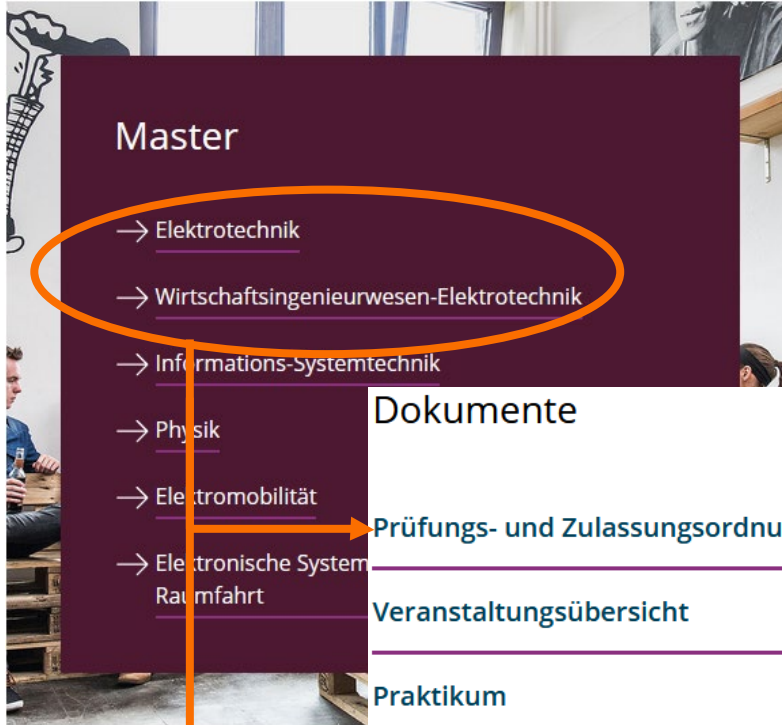 Master
Elektrotechnik
Wirtschaftsingenieurwesen-Elektrotechnik
Informations-Systemtechnik
Physik
Elektromobilität
Elektronische System
Raumfahrt
Dokumente
Prüfungs- und Zulassungsordnu
Veranstaltungsübersicht
Praktikum